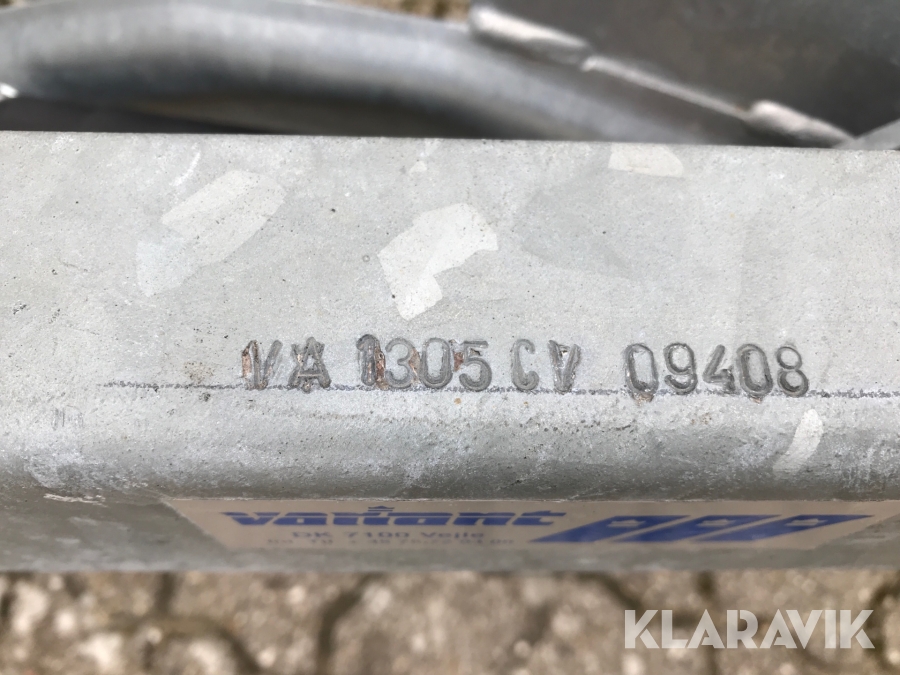 VA 1305 CV 09408
Variant
DK 7100 Vejle
KLARAVIK